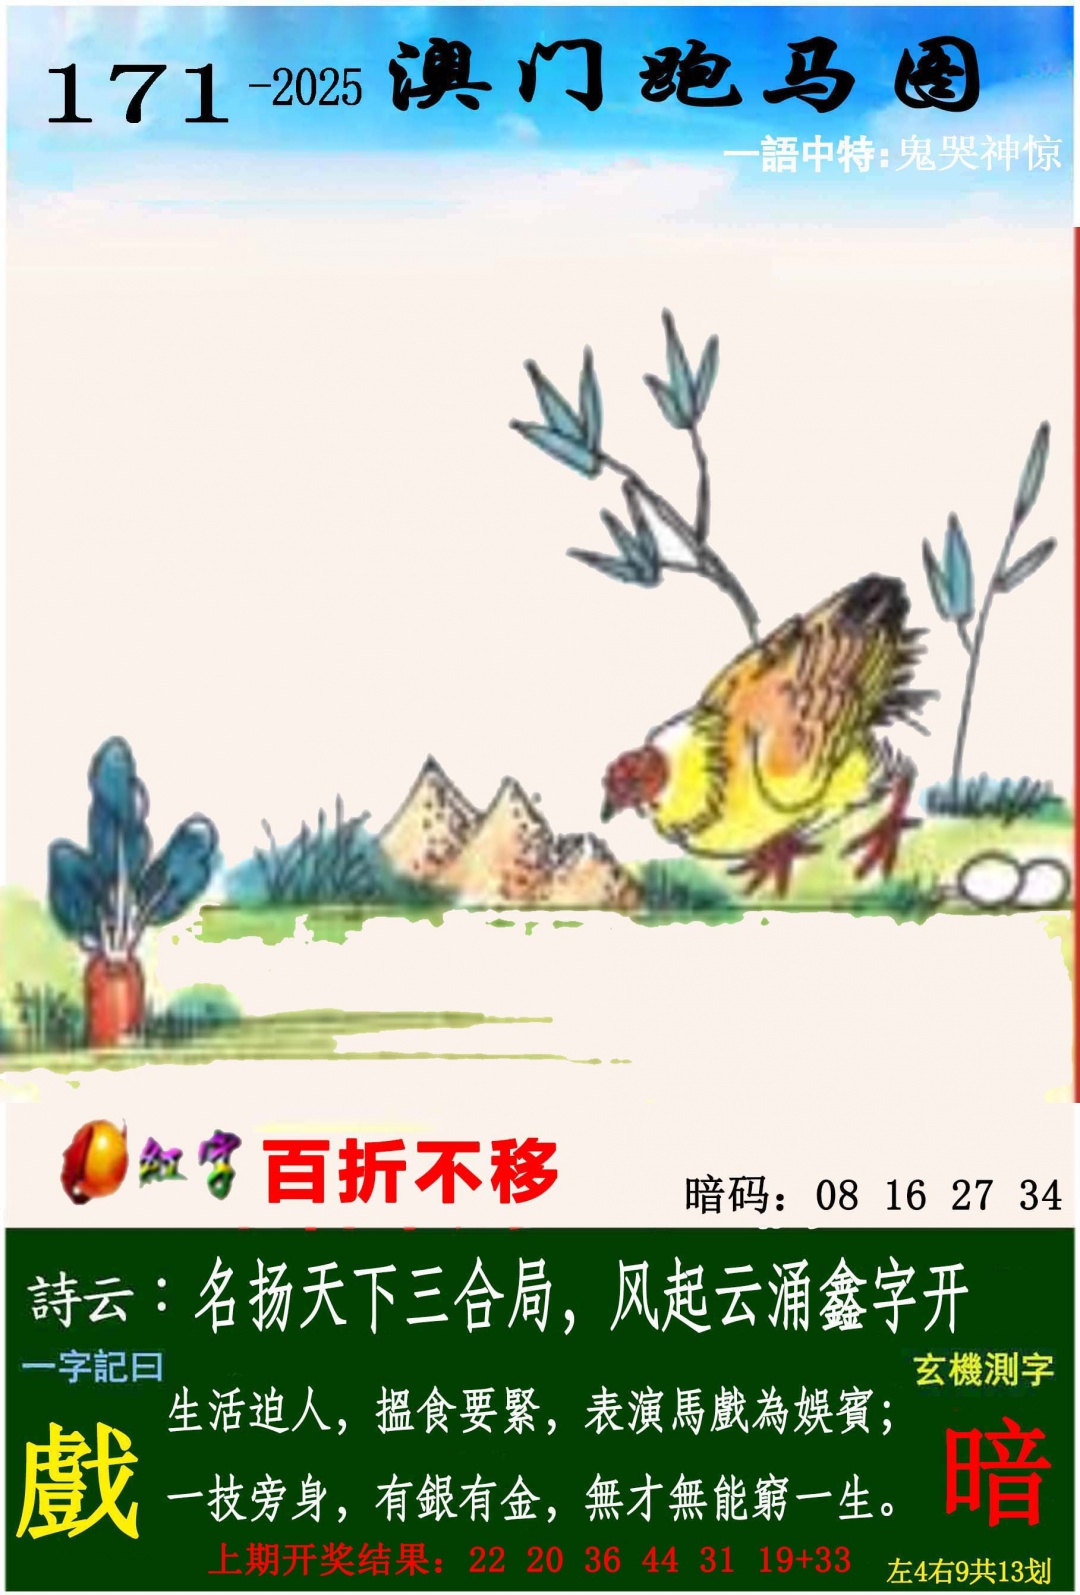 171-2025 澳门跑马图
一語中特:鬼哭神惊
红字 百折不移
暗码：08 16 27 34
詩云：名扬天下三合局，风起云涌鑫字开
一字記曰
玄機測字
生活迫人，搵食要緊，表演馬戲為娛賓；
戲
暗
一技旁身，有銀有金，無才無能窮一生。
上期开奖结果：22 20 36 44 31 19+33
左4右9共13划